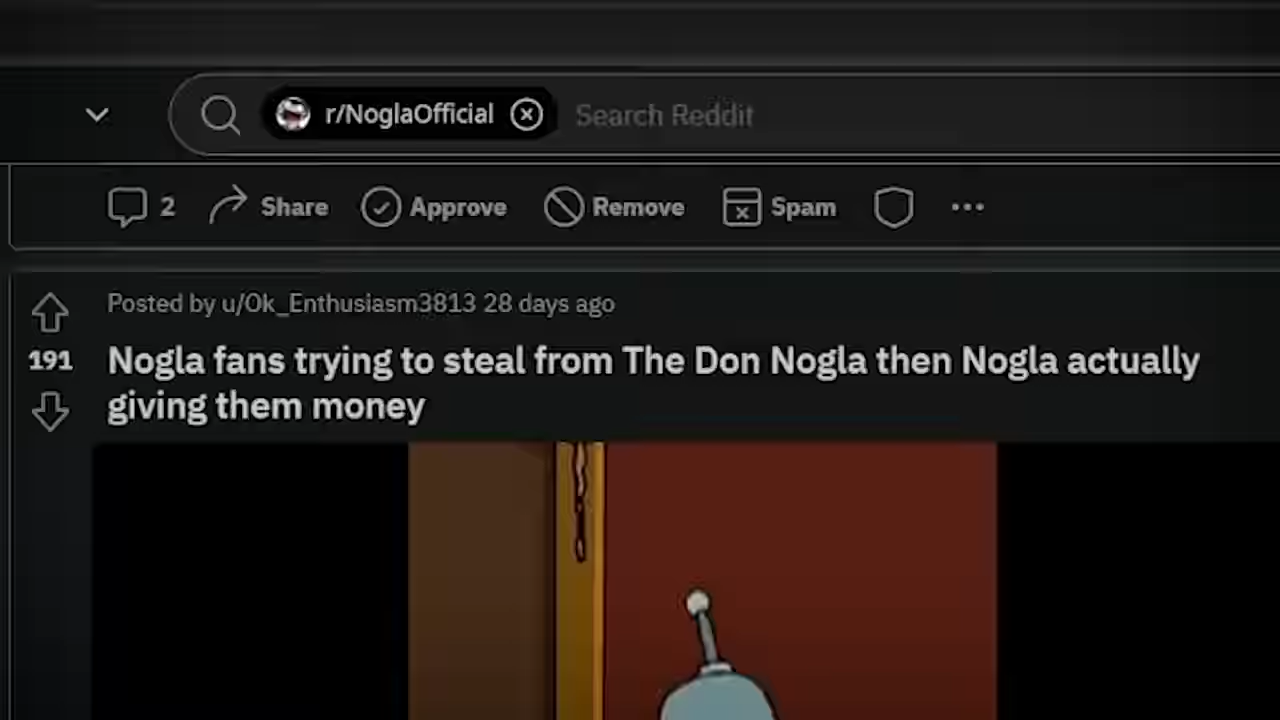 r/NoglaOfficial Search Reddit
2 Share Approve Remove Spam
Posted by u/Ok_Enthusiasm3813 28 days ago
191
Nogla fans trying to steal from The Don Nogla then Nogla actually
giving them money